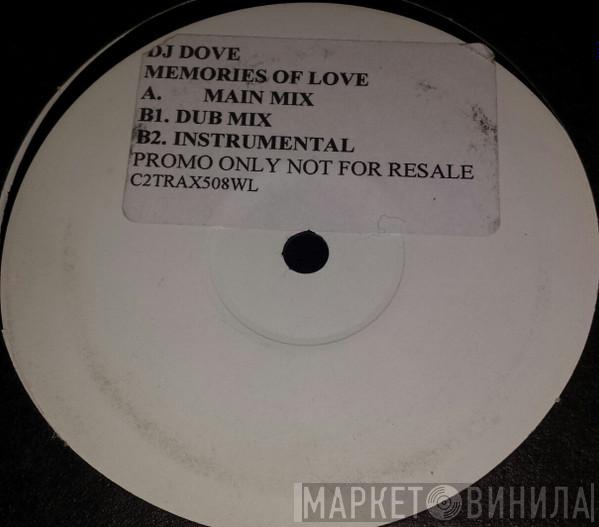 DJ DOVE
MEMORIES OF LOVE
A. MAIN MIX
B1. DUB MIX
B2. INSTRUMENTAL
PROMO ONLY NOT FOR RESALE
C2TRAX508WL
МАРКЕТ ВИНИЛА